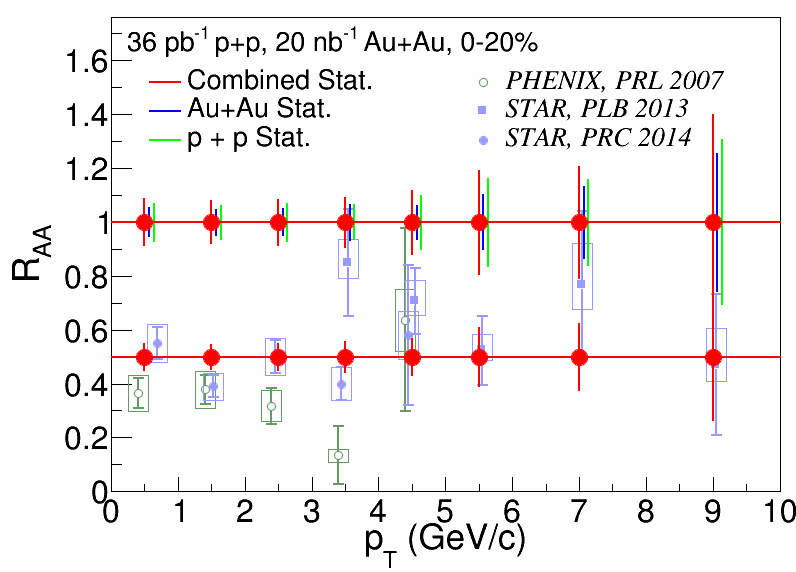 36 pb⁻¹ p+p, 20 nb⁻¹ Au+Au, 0-20%
Combined Stat.
Au+Au Stat.
p + p Stat.
PHENIX, PRL 2007
STAR, PLB 2013
STAR, PRC 2014
R_AA
1.6
1.4
1.2
1
0.8
0.6
0.4
0.2
0
0 1 2 3 4 5 6 7 8 9 10
p_T (GeV/c)